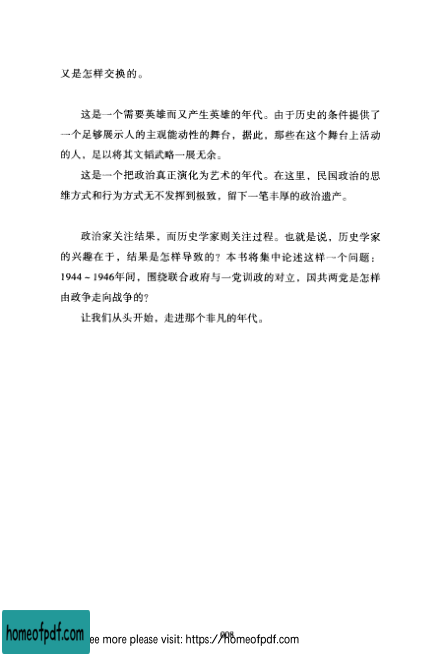 又是怎样交换的。
这是一个需要英雄而又产生英雄的年代。由于历史的条件提供了
一个足够展示人的主观能动性的舞台，据此，那些在这个舞台上活动
的人，足以将其文韬武略一展无余。
这是一个把政治真正演化为艺术的年代。在这里，民国政治的思
维方式和行为方式无不发挥到极致，留下一笔丰厚的政治遗产。
政治家关注结果，而历史学家则关注过程。也就是说，历史学家
的兴趣在于，结果是怎样导致的？本书将集中论述这样一个问题：
1944～1946年间，围绕联合政府与一党训政的对立，国共两党是怎样
由政争走向战争的？
让我们从头开始，走进那个非凡的年代。
008
homeofpdf.com
ee more please visit: https://homeofpdf.com